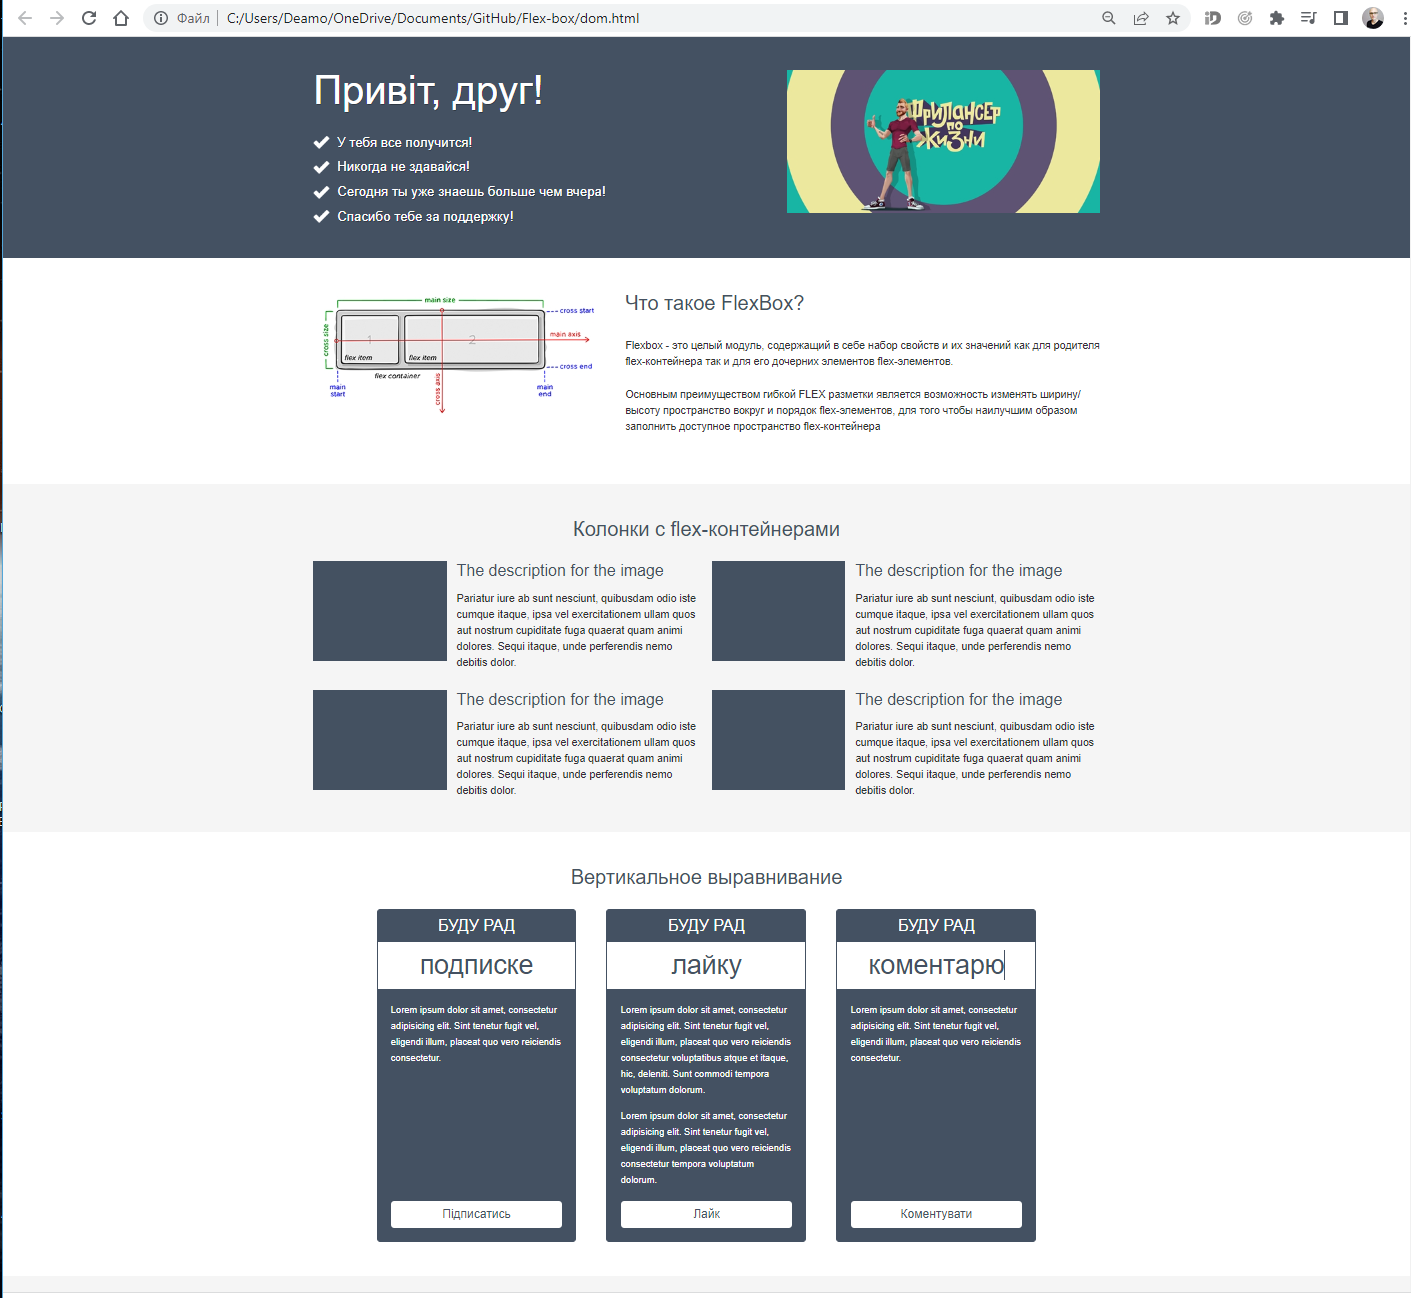 Файл
C:/Users/Deamo/OneDrive/Documents/GitHub/Flex-box/dom.html
Привіт, друг!
У тебя все получится!
Никогда не здавайся!
Сегодня ты уже знаешь больше чем вчера!
Спасибо тебе за поддержку!
Фрилансер
по
жизни
main size
cross size
cross start
main axis
1
2
flex item
flex item
cross end
flex container
cross axis
main
start
main
end
Что такое FlexBox?
Flexbox - это целый модуль, содержащий в себе набор свойств и их значений как для родителя
flex-контейнера так и для его дочерних элементов flex-элементов.
Основным преимуществом гибкой FLEX разметки является возможность изменять ширину/
высоту пространство вокруг и порядок flex-элементов, для того чтобы наилучшим образом
заполнить доступное пространство flex-контейнера
Колонки с flex-контейнерами
The description for the image
Pariatur iure ab sunt nesciunt, quibusdam odio iste
cumque itaque, ipsa vel exercitationem ullam quos
aut nostrum cupiditate fuga quaerat quam animi
dolores. Sequi itaque, unde perferendis nemo
debitis dolor.
The description for the image
Pariatur iure ab sunt nesciunt, quibusdam odio iste
cumque itaque, ipsa vel exercitationem ullam quos
aut nostrum cupiditate fuga quaerat quam animi
dolores. Sequi itaque, unde perferendis nemo
debitis dolor.
The description for the image
Pariatur iure ab sunt nesciunt, quibusdam odio iste
cumque itaque, ipsa vel exercitationem ullam quos
aut nostrum cupiditate fuga quaerat quam animi
dolores. Sequi itaque, unde perferendis nemo
debitis dolor.
The description for the image
Pariatur iure ab sunt nesciunt, quibusdam odio iste
cumque itaque, ipsa vel exercitationem ullam quos
aut nostrum cupiditate fuga quaerat quam animi
dolores. Sequi itaque, unde perferendis nemo
debitis dolor.
Вертикальное выравнивание
БУДУ РАД
подписке
Lorem ipsum dolor sit amet, consectetur
adipisicing elit. Sint tenetur fugit vel,
eligendi illum, placeat quo vero reiciendis
consectetur.
Підписатись
БУДУ РАД
лайку
Lorem ipsum dolor sit amet, consectetur
adipisicing elit. Sint tenetur fugit vel,
eligendi illum, placeat quo vero reiciendis
consectetur voluptatibus atque et itaque,
hic, deleniti. Sunt commodi tempora
voluptatum dolorum.
Lorem ipsum dolor sit amet, consectetur
adipisicing elit. Sint tenetur fugit vel,
eligendi illum, placeat quo vero reiciendis
consectetur tempora voluptatum
dolorum.
Лайк
БУДУ РАД
коментарю
Lorem ipsum dolor sit amet, consectetur
adipisicing elit. Sint tenetur fugit vel,
eligendi illum, placeat quo vero reiciendis
consectetur.
Коментувати